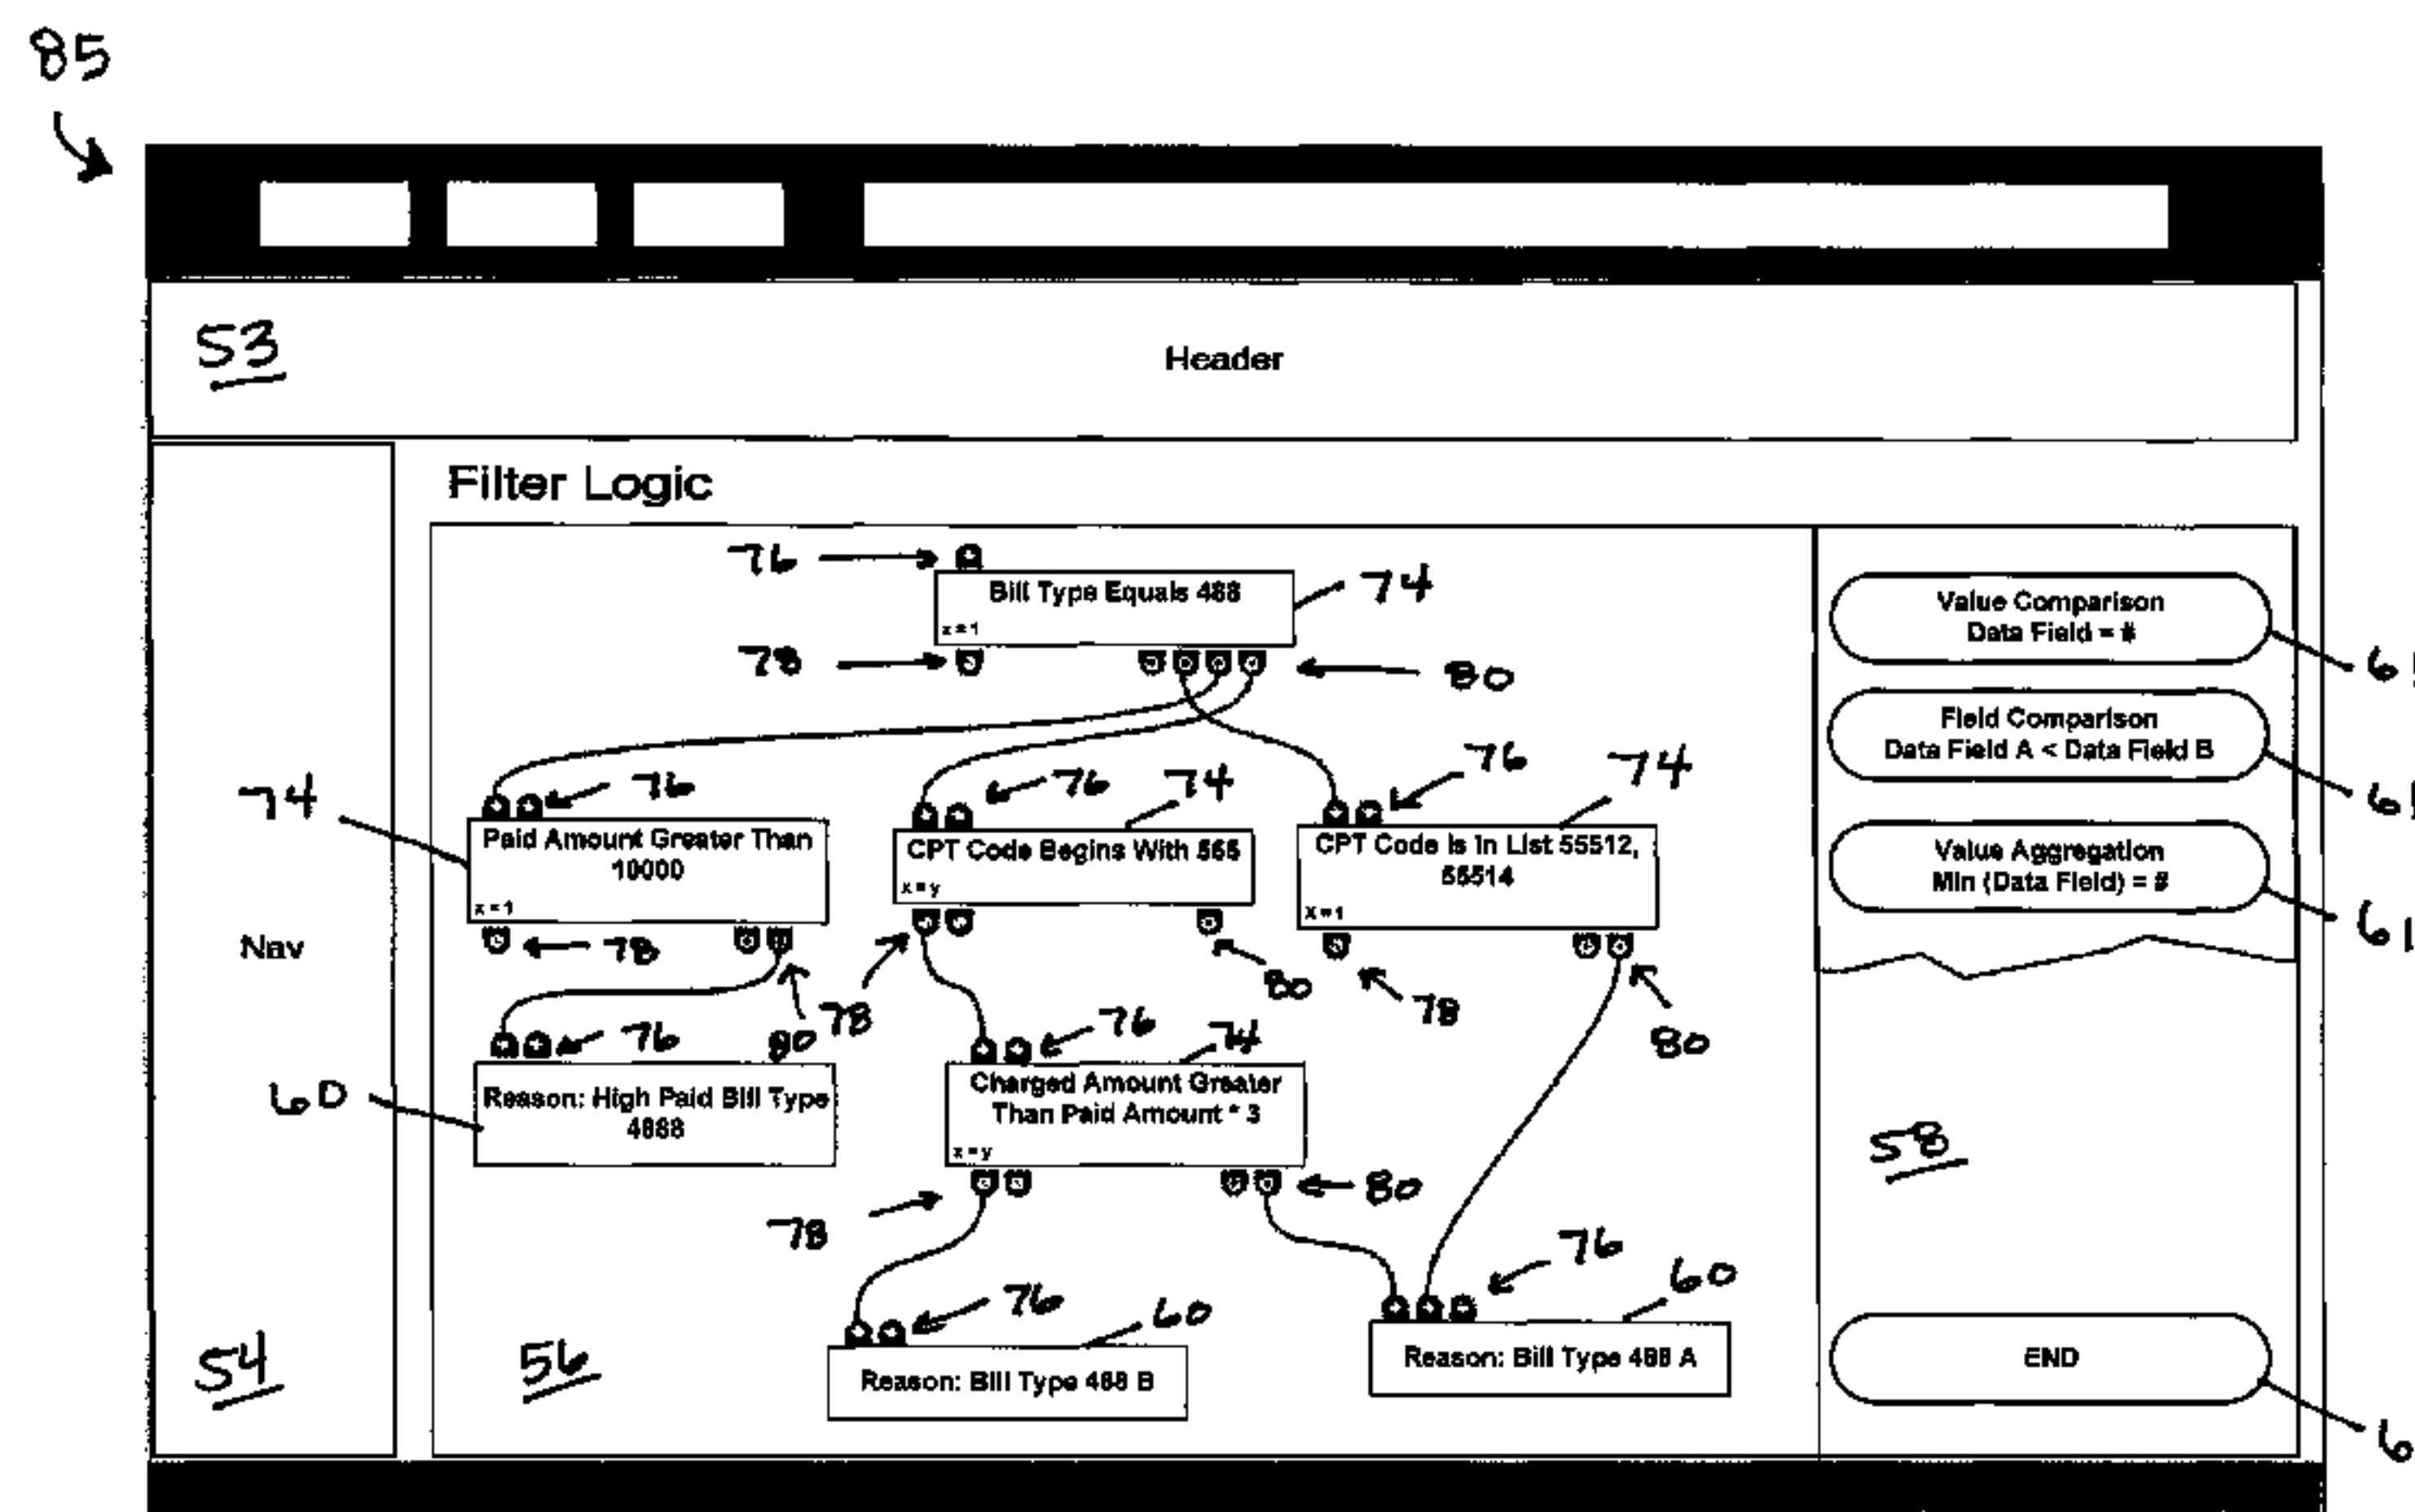 85
53
Header
Filter Logic
76
Bill Type Equals 488
x = 1
74
78
80
Value Comparison
Data Field = #
Field Comparison
Data Field A < Data Field B
Value Aggregation
Min (Data Field) = #
61
74
76
76
74
76
74
Paid Amount Greater Than
10000
x = 1
CPT Code Begins With 565
x = y
CPT Code Is In List 55512,
55514
x = 1
Nav
78
80
78
80
78
80
76
76
74
60
Reason: High Paid Bill Type
4888
Charged Amount Greater
Than Paid Amount * 3
x = y
58
78
80
76
60
76
60
54
56
Reason: Bill Type 488 B
Reason: Bill Type 488 A
END